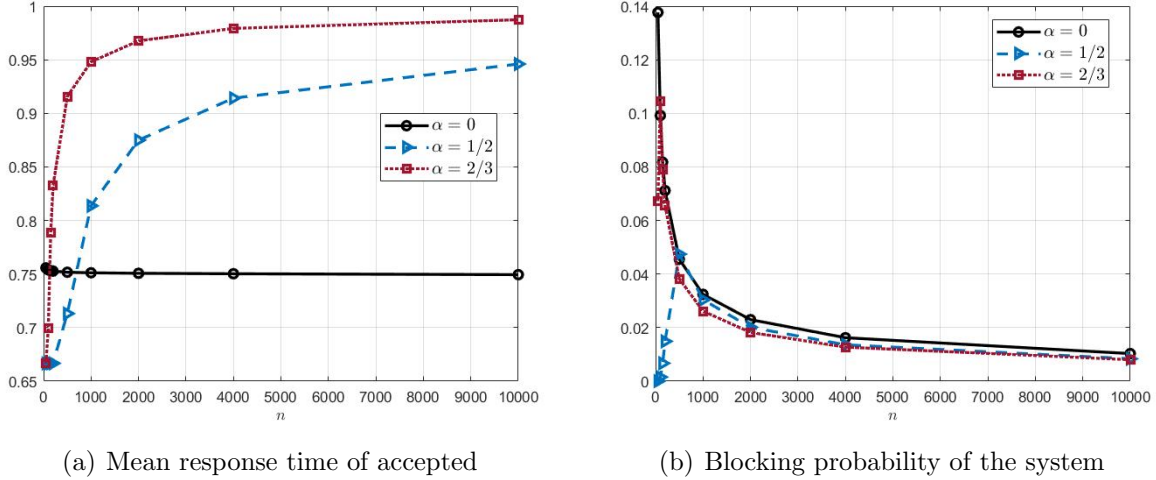 1
0.95
0.9
0.85
0.8
0.75
0.7
0.65
0 1000 2000 3000 4000 5000 6000 7000 8000 9000 10000
n
α = 0
α = 1/2
α = 2/3
(a) Mean response time of accepted
0.14
0.12
0.1
0.08
0.06
0.04
0.02
0
0 1000 2000 3000 4000 5000 6000 7000 8000 9000 10000
n
α = 0
α = 1/2
α = 2/3
(b) Blocking probability of the system